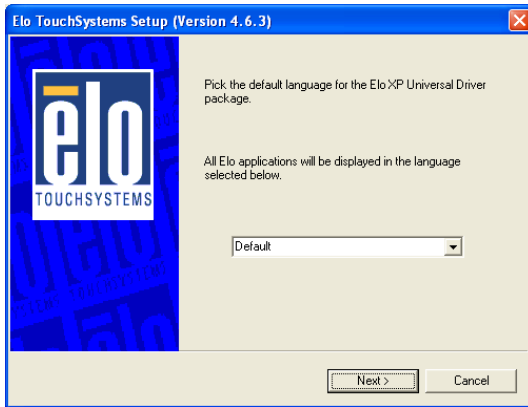 Elo TouchSystems Setup (Version 4.6.3)
elo
TOUCHSYSTEMS
Pick the default language for the Elo XP Universal Driver
package.
All Elo applications will be displayed in the language
selected below.
Default
Next >
Cancel